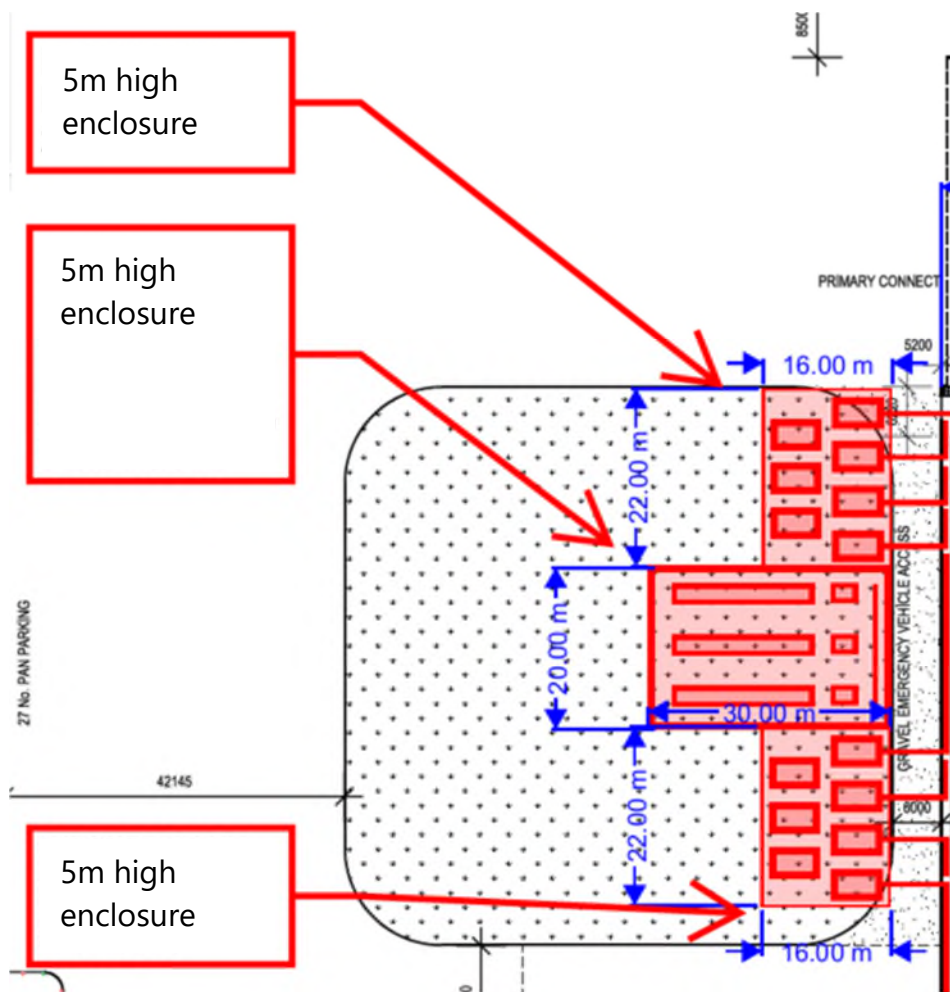 8500
5m high
enclosure
5m high
enclosure
PRIMARY CONNECT
5200
16.00 m
22.00 m
GRAVEL EMERGENCY VEHICLE ACCESS
20.00 m
27 No. PAN PARKING
30.00 m
42145
22.00 m
6000
5m high
enclosure
16.00 m